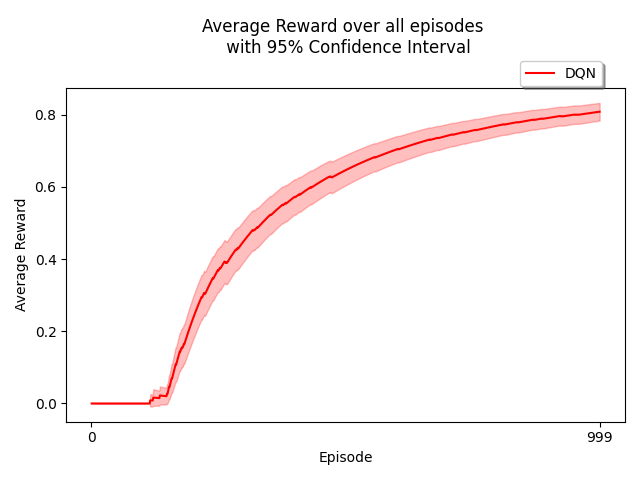 Average Reward over all episodes
with 95% Confidence Interval
DQN
0.8
0.6
0.4
0.2
0.0
Average Reward
0
999
Episode